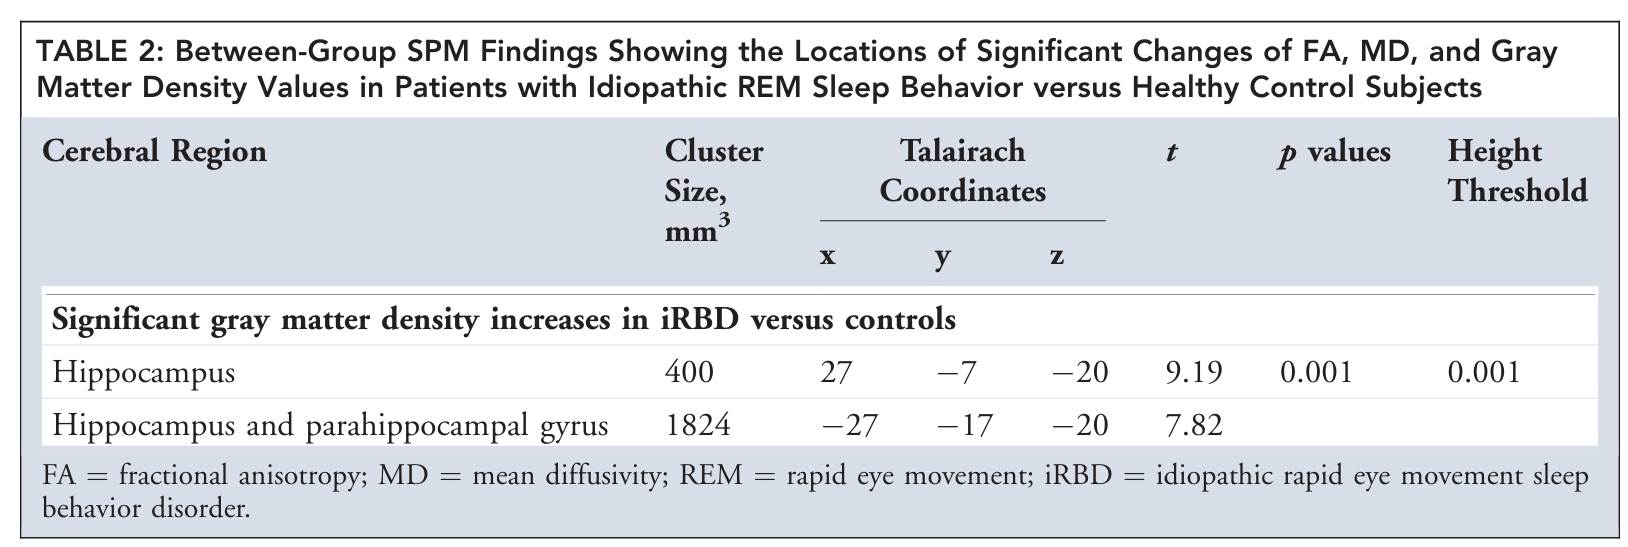 TABLE 2: Between-Group SPM Findings Showing the Locations of Significant Changes of FA, MD, and Gray
Matter Density Values in Patients with Idiopathic REM Sleep Behavior versus Healthy Control Subjects
Cerebral Region Cluster Size, mm³ Talairach Coordinates t p values Height Threshold
x y z
Significant gray matter density increases in iRBD versus controls
Hippocampus 400 27 −7 −20 9.19 0.001 0.001
Hippocampus and parahippocampal gyrus 1824 −27 −17 −20 7.82
FA = fractional anisotropy; MD = mean diffusivity; REM = rapid eye movement; iRBD = idiopathic rapid eye movement sleep
behavior disorder.